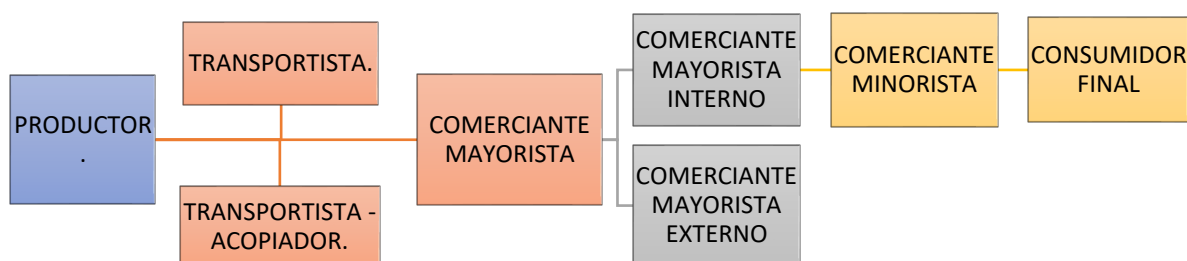 PRODUCTOR
.
TRANSPORTISTA.
TRANSPORTISTA -
ACOPIADOR.
COMERCIANTE
MAYORISTA
COMERCIANTE
MAYORISTA
INTERNO
COMERCIANTE
MAYORISTA
EXTERNO
COMERCIANTE
MINORISTA
CONSUMIDOR
FINAL